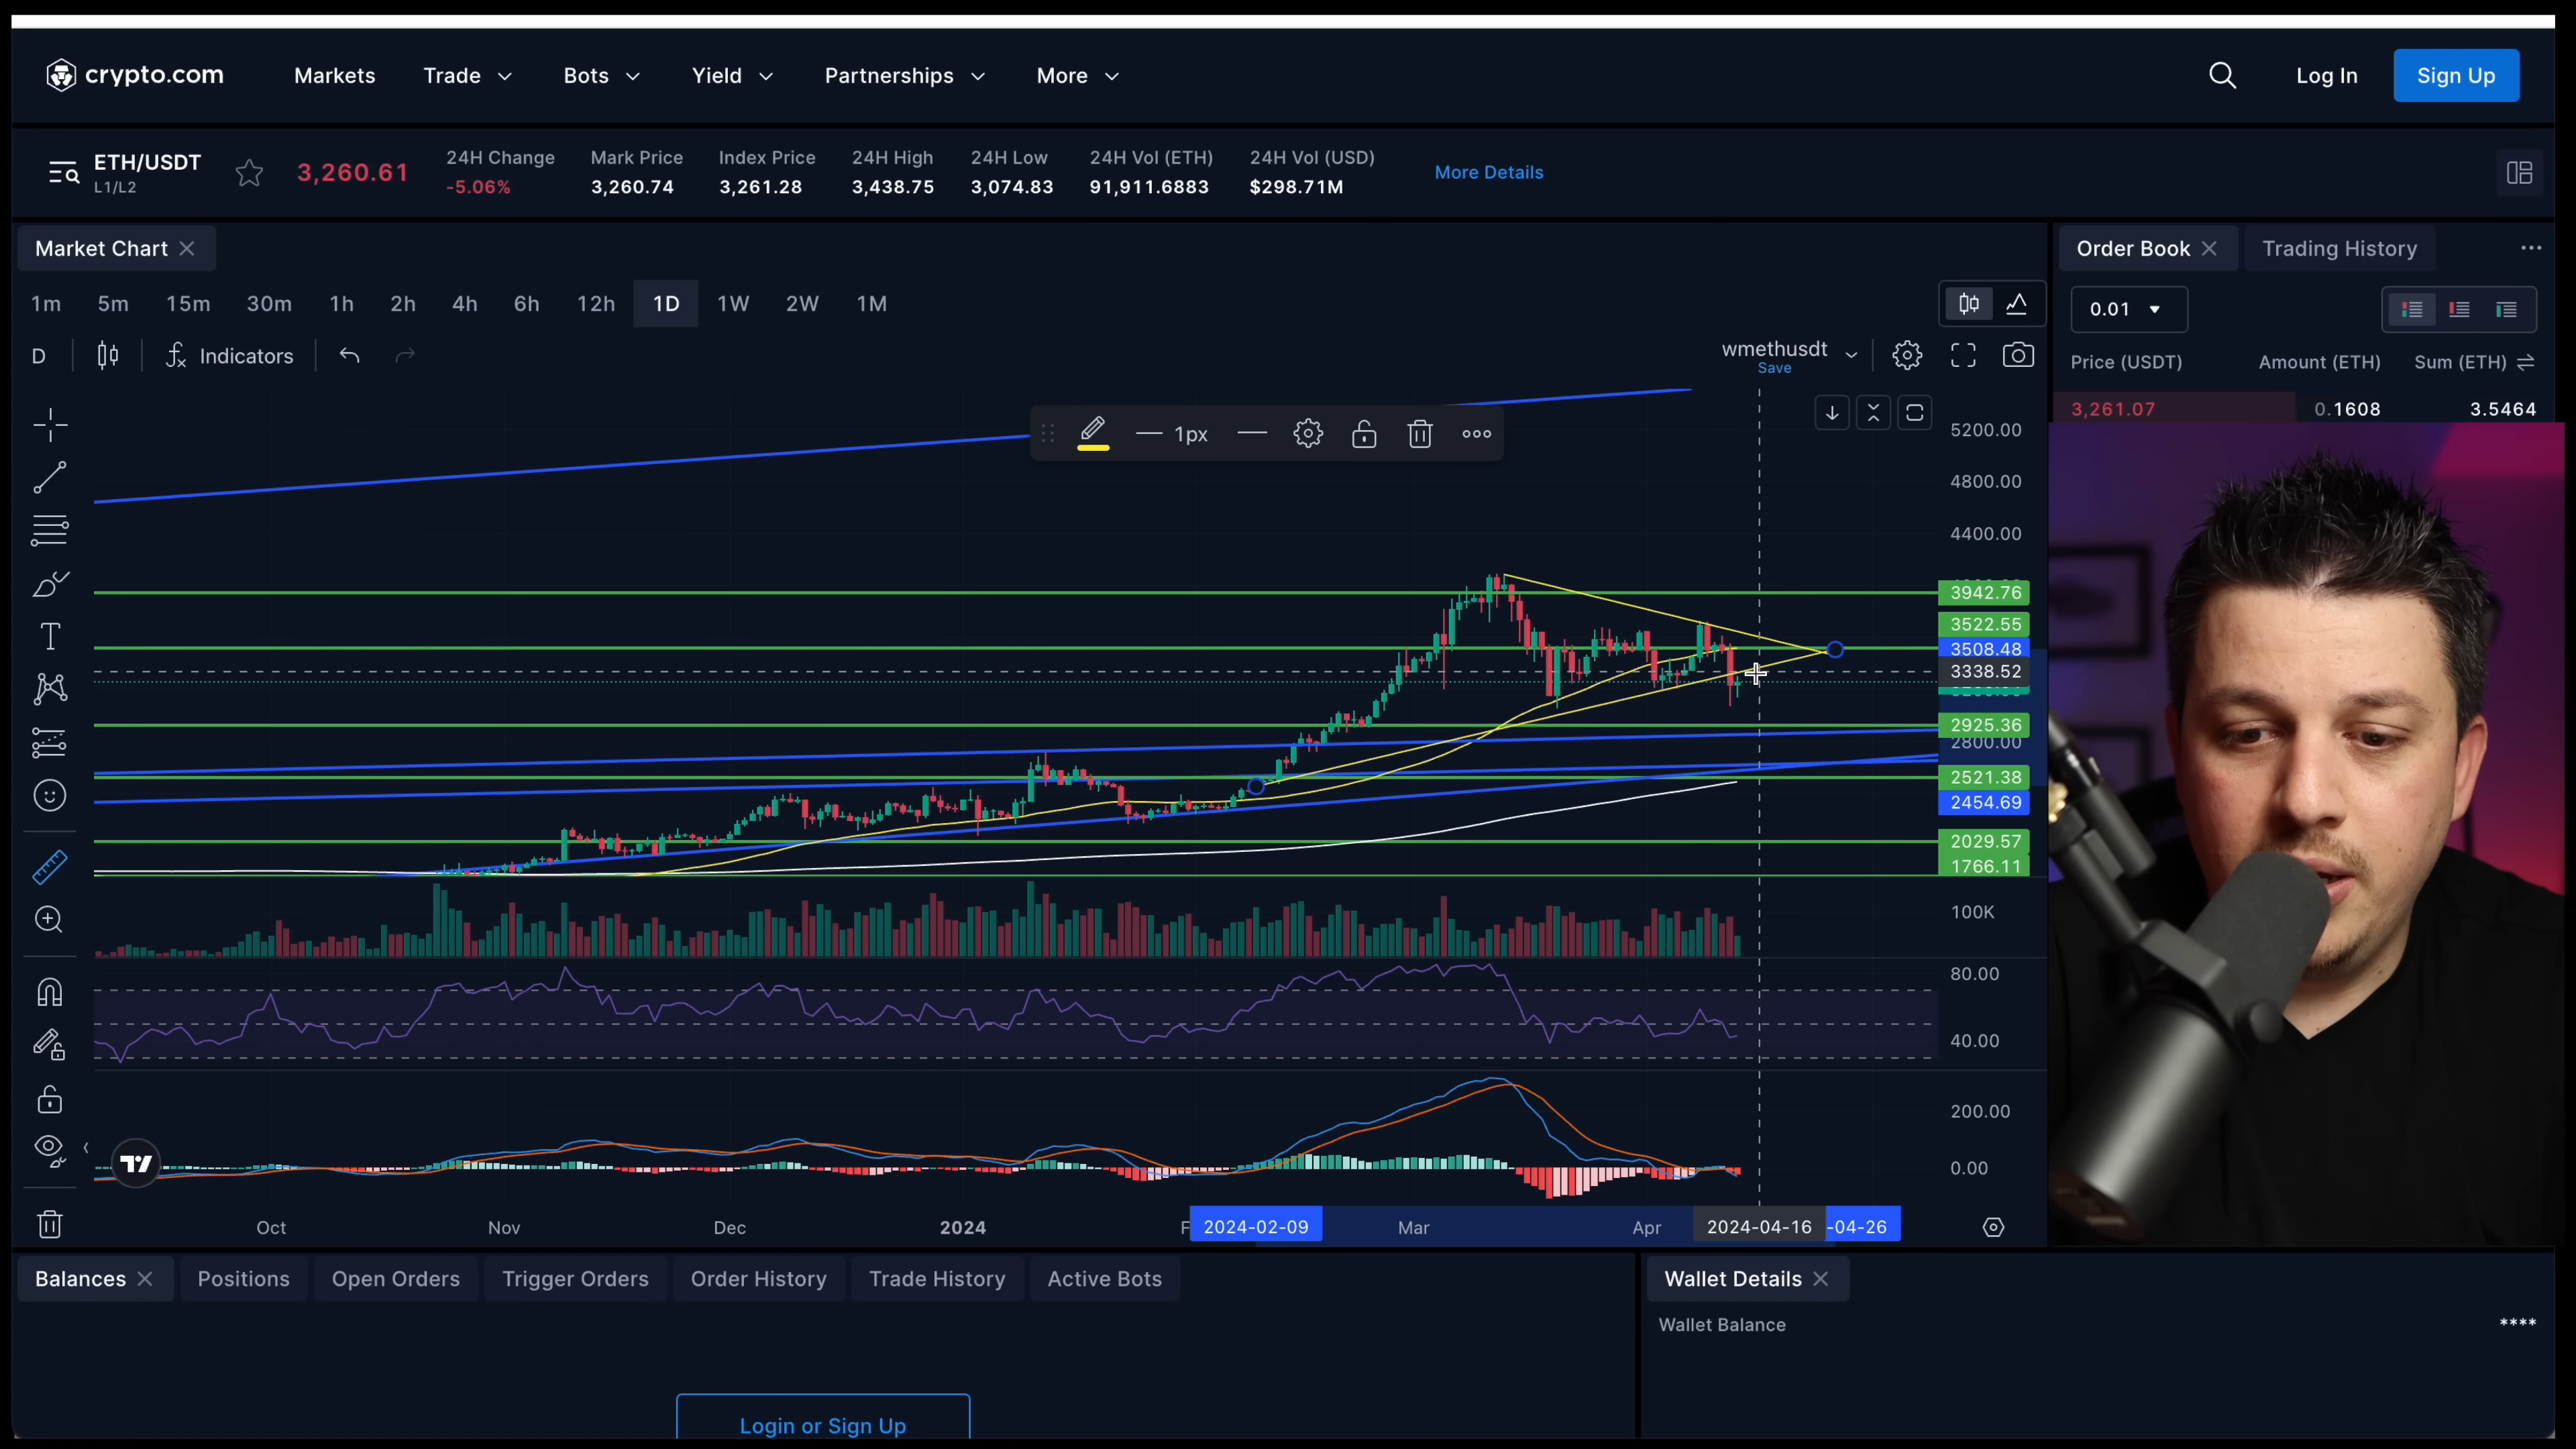 crypto.com Markets Trade Bots Yield Partnerships More Log In Sign Up
ETH/USDT 3,260.61 24H Change Mark Price Index Price 24H High 24H Low 24H Vol (ETH) 24H Vol (USD) More Details
L1/L2 -5.06% 3,260.74 3,261.28 3,438.75 3,074.83 91,911.6883 $298.71M
Market Chart Order Book Trading History
1m 5m 15m 30m 1h 2h 4h 6h 12h 1D 1W 2W 1M 0.01
D Indicators wmethusdt
Save
Price (USDT) Amount (ETH) Sum (ETH)
3,261.07 0.1608 3.5464
1px
5200.00
4800.00
4400.00
3942.76
3522.55
3508.48
3338.52
2925.36
2800.00
2521.38
2454.69
2029.57
1766.11
100K
80.00
40.00
200.00
0.00
Oct Nov Dec 2024 F 2024-02-09 Mar Apr 2024-04-16 -04-26
Balances Positions Open Orders Trigger Orders Order History Trade History Active Bots Wallet Details
Wallet Balance ****
Login or Sign Up